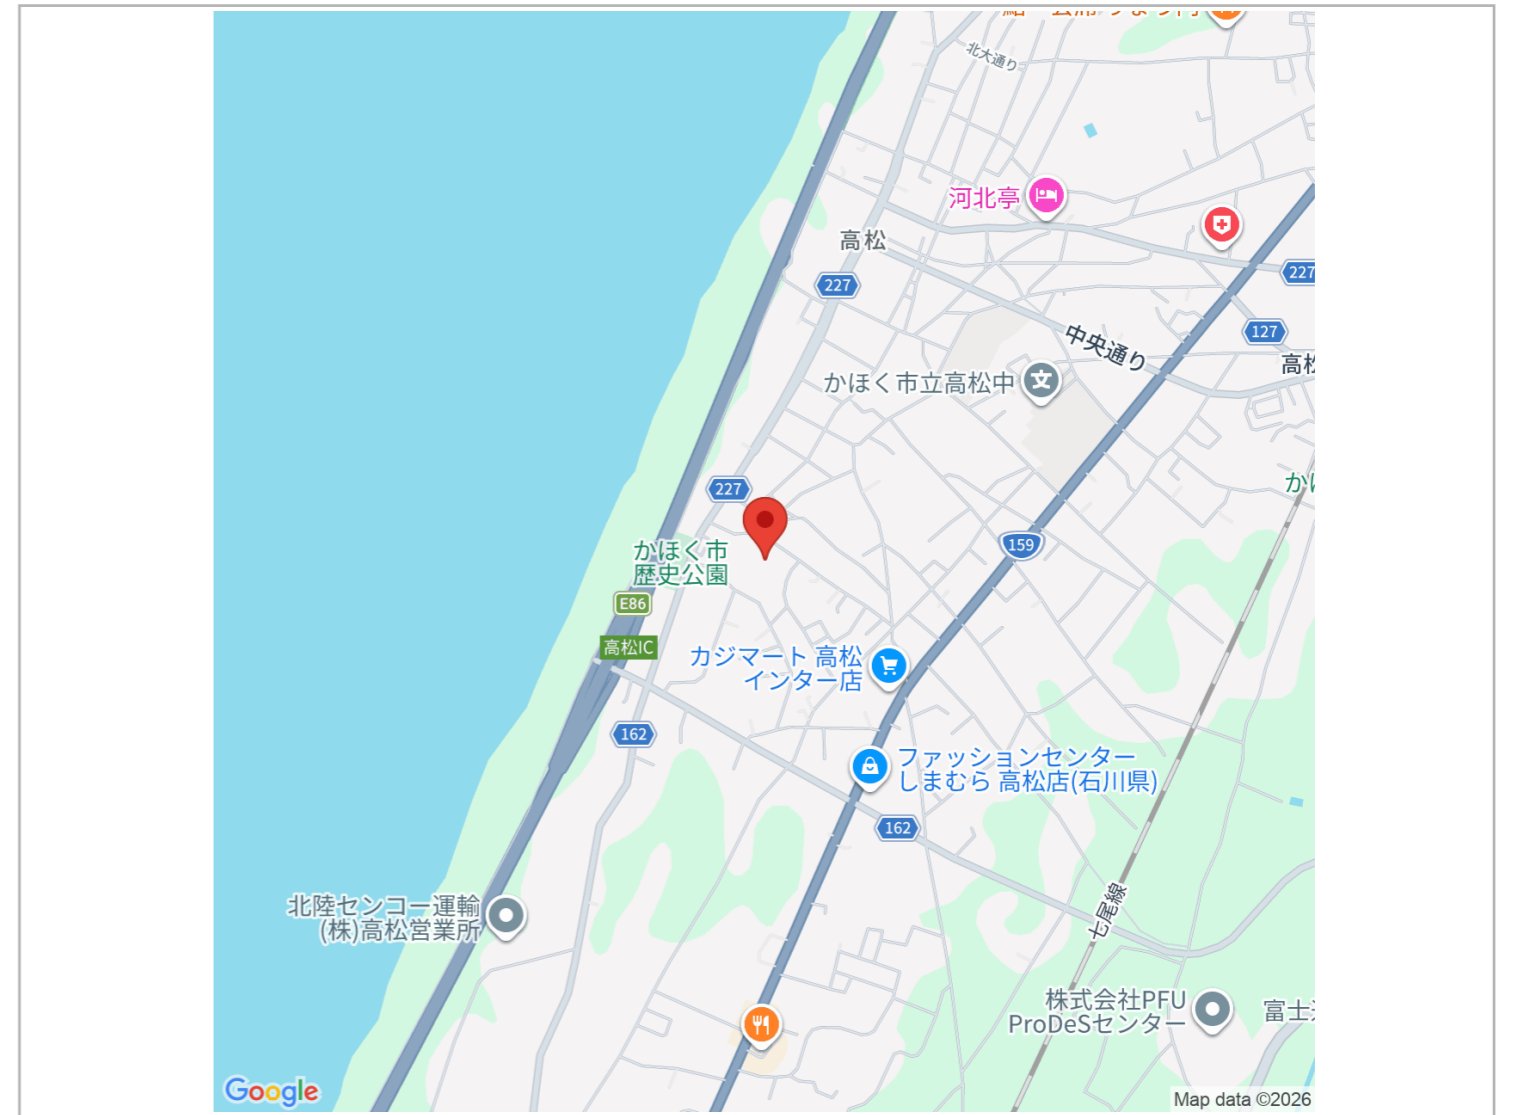 北大通り
河北亭
高松
227
227
127
中央通り
高松
かほく市立高松中
227
159
かほく市
歴史公園
E86
高松IC
カジマート 高松
インター店
162
ファッションセンター
しまむら 高松店(石川県)
162
七尾線
北陸センコー運輸
(株)高松営業所
株式会社PFU
ProDeSセンター
富士
Google
Map data ©2026